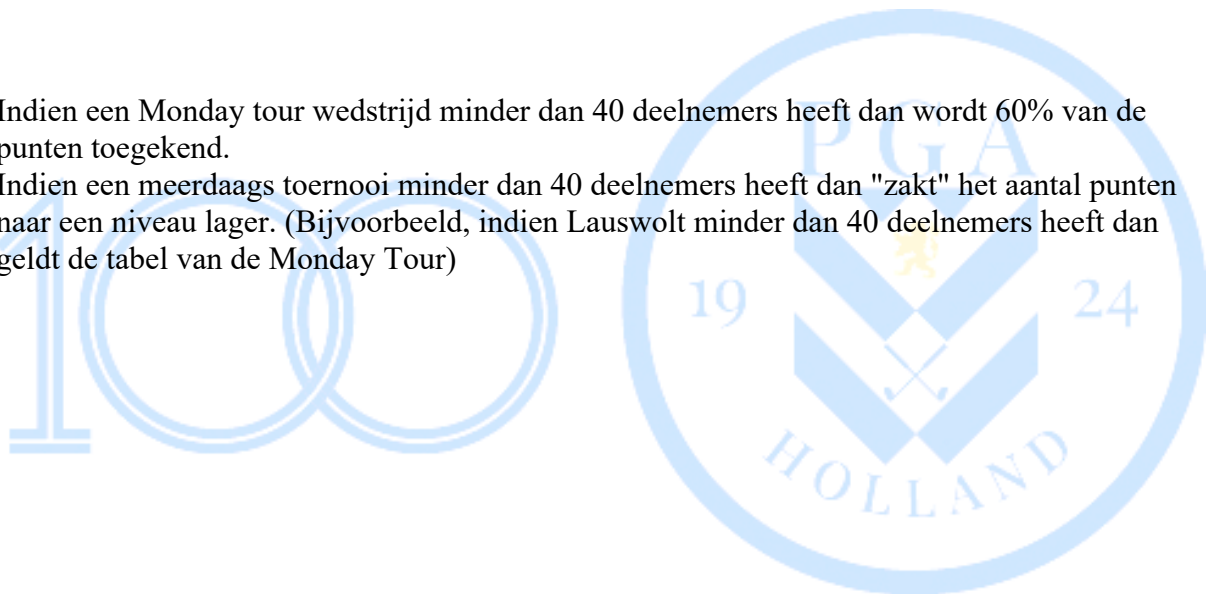 Indien een Monday tour wedstrijd minder dan 40 deelnemers heeft dan wordt 60% van de
punten toegekend.
Indien een meerdaags toernooi minder dan 40 deelnemers heeft dan "zakt" het aantal punten
naar een niveau lager. (Bijvoorbeeld, indien Lauswolt minder dan 40 deelnemers heeft dan
geldt de tabel van de Monday Tour)
100
PGA
19 24
HOLLAND